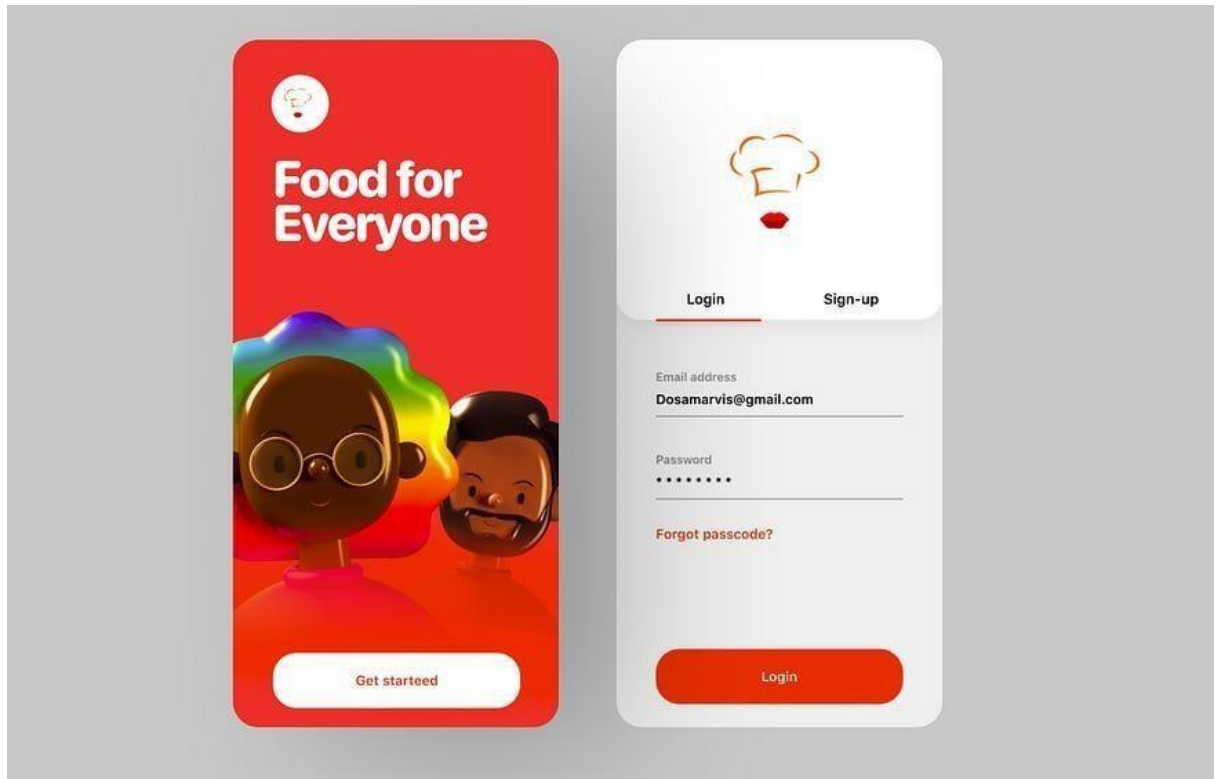 Food for
Everyone
Get starteed
Login
Sign-up
Email address
Dosamarvis@gmail.com
Password
Forgot passcode?
Login